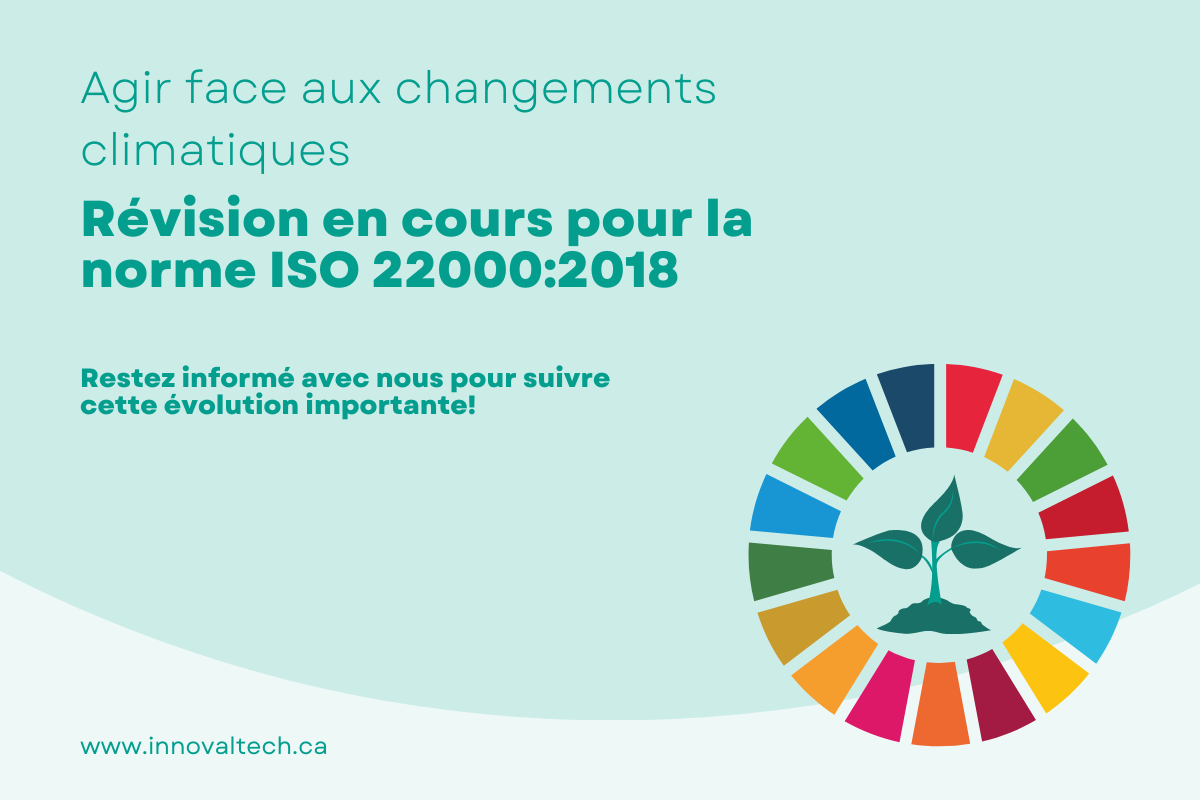 Agir face aux changements
climatiques
Révision en cours pour la
norme ISO 22000:2018
Restez informé avec nous pour suivre
cette évolution importante!
www.innovaltech.ca